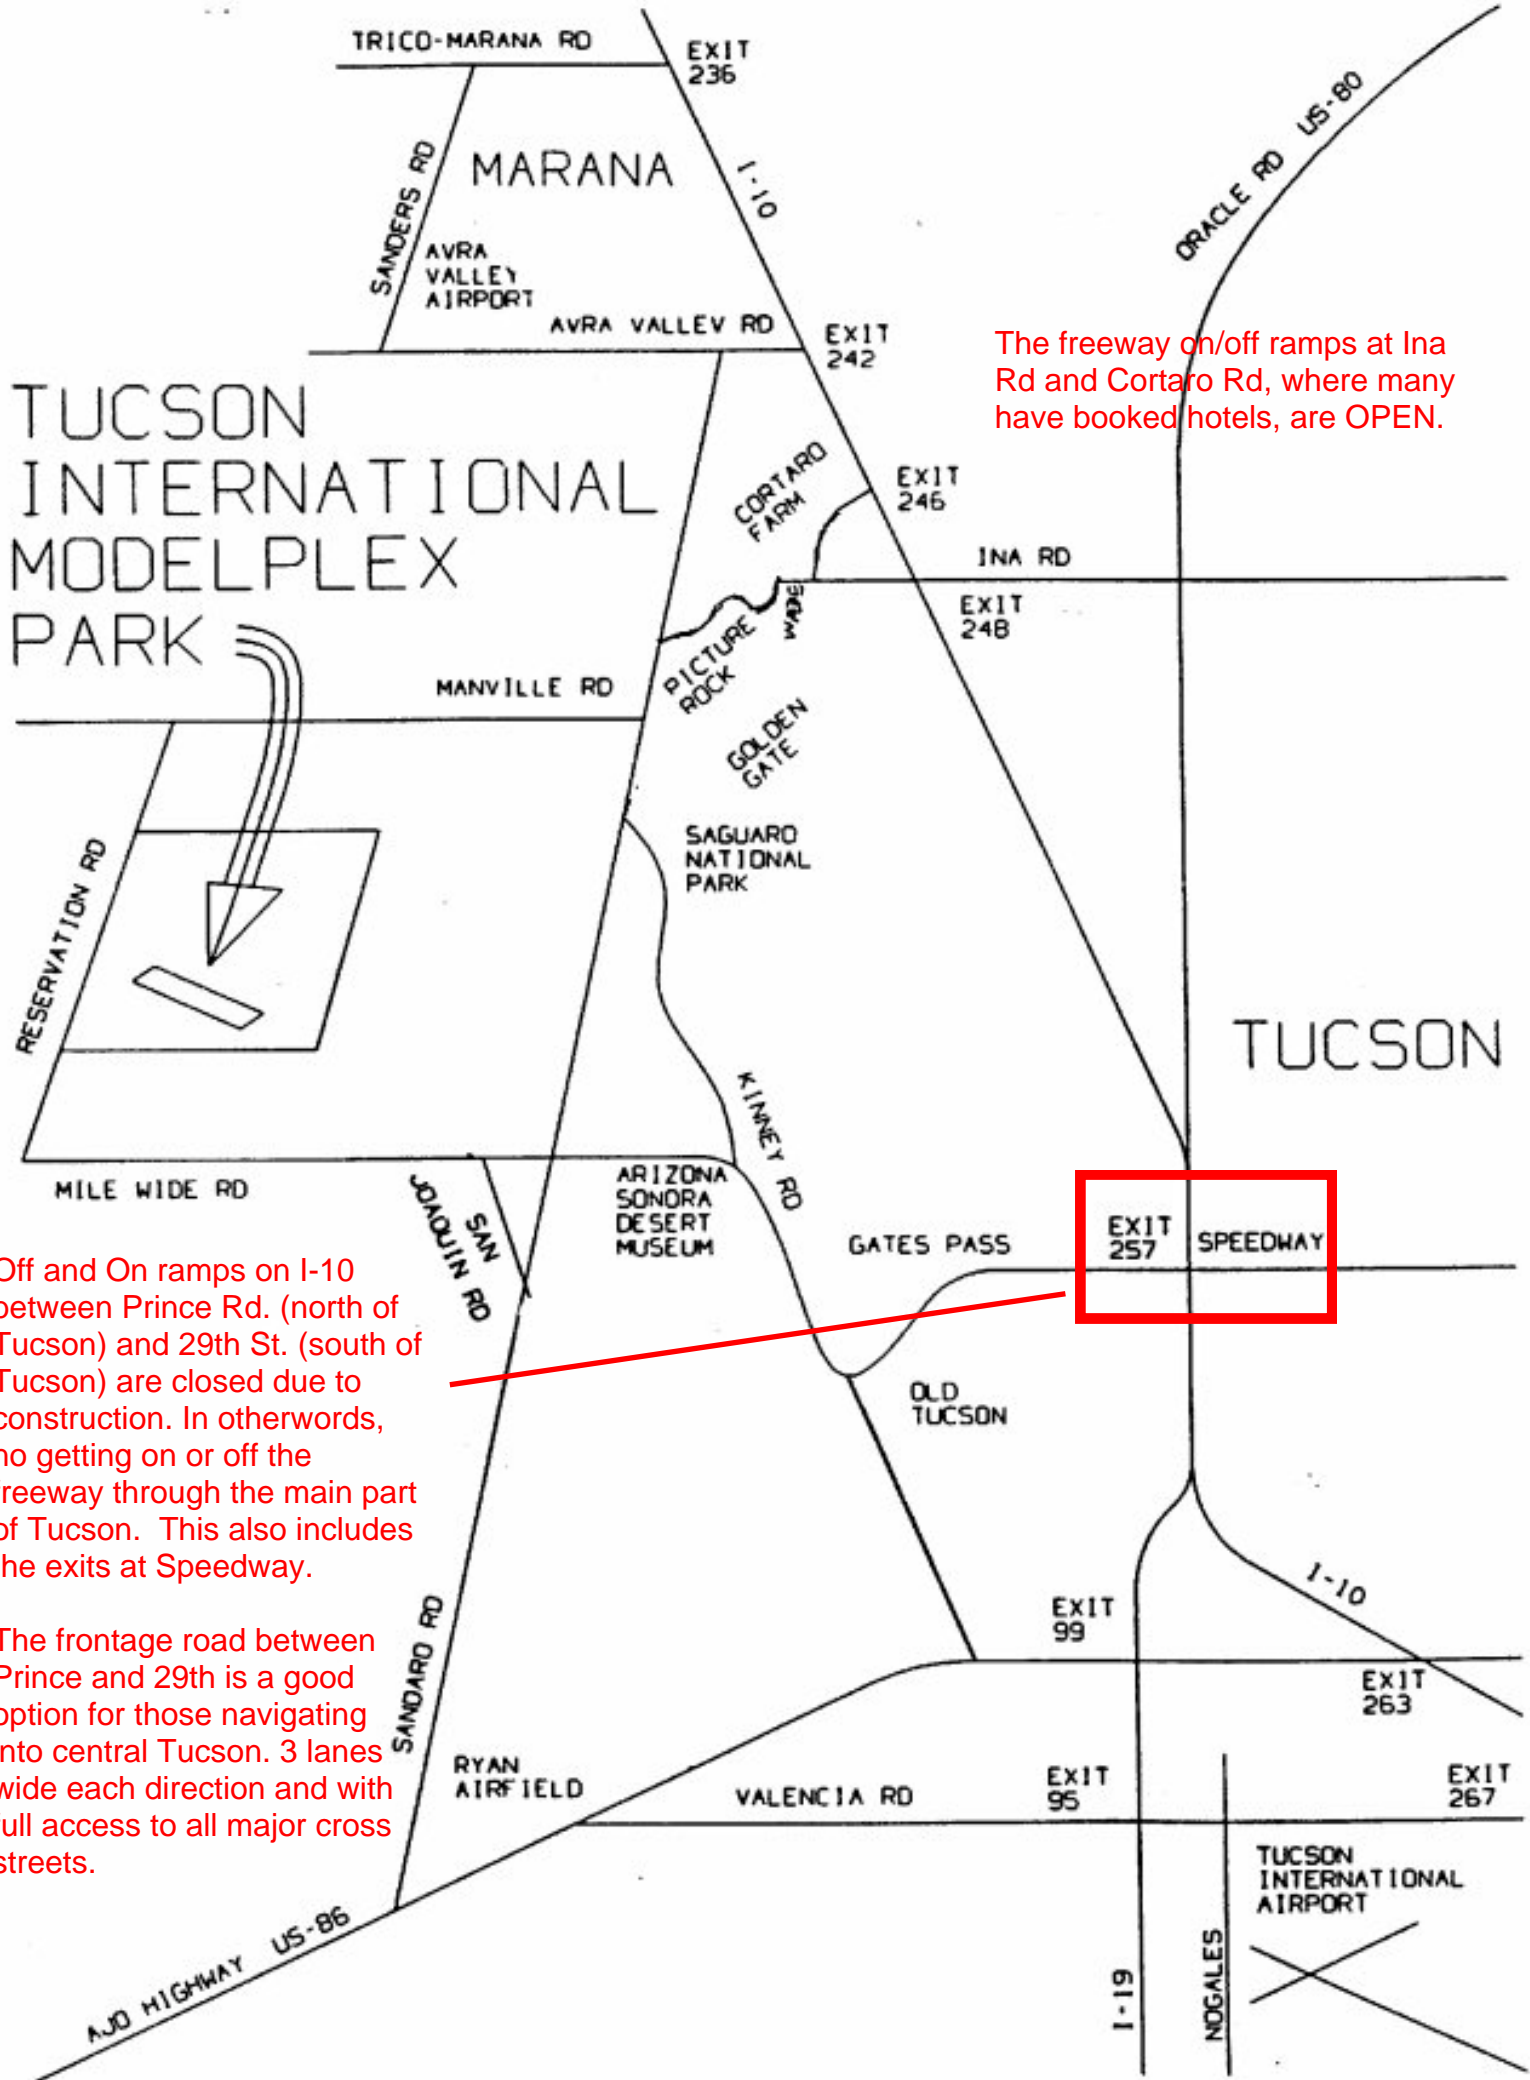 TRICO-MARANA RD
EXIT
236
MARANA
I-10
SANDERS RD
AVRA
VALLEY
AIRPORT
ORACLE RD US-80
AVRA VALLEY RD
EXIT
242
The freeway on/off ramps at Ina
Rd and Cortaro Rd, where many
have booked hotels, are OPEN.
TUCSON
INTERNATIONAL
MODELPLEX
PARK
CORTARO
FARM
EXIT
246
INA RD
EXIT
248
WADE
PICTURE
ROCK
MANVILLE RD
GOLDEN
GATE
SAGUARO
NATIONAL
PARK
RESERVATION RD
TUCSON
KINNEY RD
MILE WIDE RD
SAN
JOAQUIN RD
ARIZONA
SONORA
DESERT
MUSEUM
GATES PASS
EXIT
257
SPEEDWAY
Off and On ramps on I-10
between Prince Rd. (north of
Tucson) and 29th St. (south of
Tucson) are closed due to
construction. In otherwords,
no getting on or off the
freeway through the main part
of Tucson. This also includes
the exits at Speedway.
The frontage road between
Prince and 29th is a good
option for those navigating
into central Tucson. 3 lanes
wide each direction and with
full access to all major cross
streets.
OLD
TUCSON
I-10
EXIT
99
SANDARO RD
EXIT
263
RYAN
AIRFIELD
VALENCIA RD
EXIT
95
EXIT
267
TUCSON
INTERNATIONAL
AIRPORT
AJO HIGHWAY US-86
I-19
NOGALES